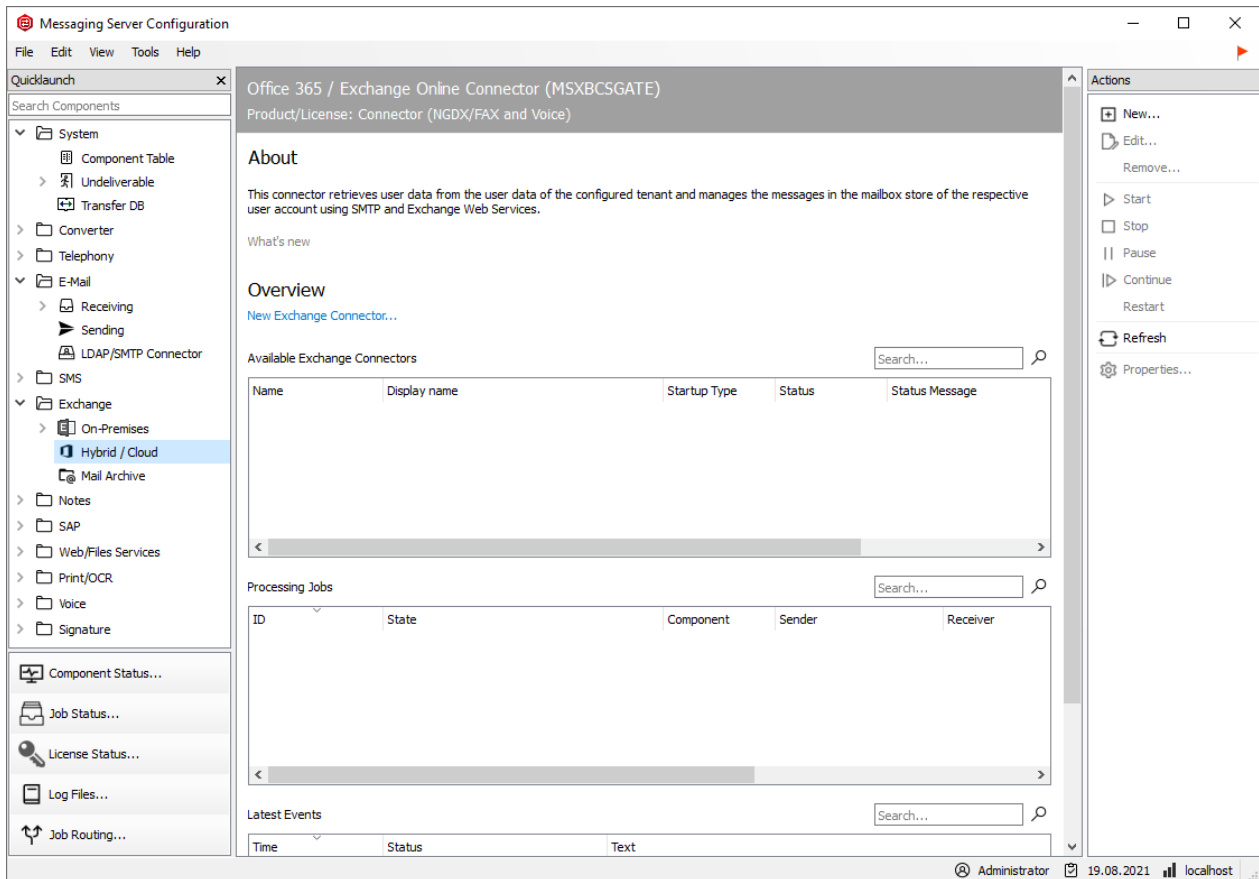 Messaging Server Configuration
File Edit View Tools Help
Quicklaunch
Search Components
System
Component Table
Undeliverable
Transfer DB
Converter
Telephony
E-Mail
Receiving
Sending
LDAP/SMTP Connector
SMS
Exchange
On-Premises
Hybrid / Cloud
Mail Archive
Notes
SAP
Web/Files Services
Print/OCR
Voice
Signature
Component Status...
Job Status...
License Status...
Log Files...
Job Routing...
Office 365 / Exchange Online Connector (MSXBCSGATE)
Product/License: Connector (NGDX/FAX and Voice)
About
This connector retrieves user data from the user data of the configured tenant and manages the messages in the mailbox store of the respective
user account using SMTP and Exchange Web Services.
What's new
Overview
New Exchange Connector...
Available Exchange Connectors
Search...
Name Display name Startup Type Status Status Message
Processing Jobs
Search...
ID State Component Sender Receiver
Latest Events
Search...
Time Status Text
Actions
New...
Edit...
Remove...
Start
Stop
Pause
Continue
Restart
Refresh
Properties...
Administrator 19.08.2021 localhost